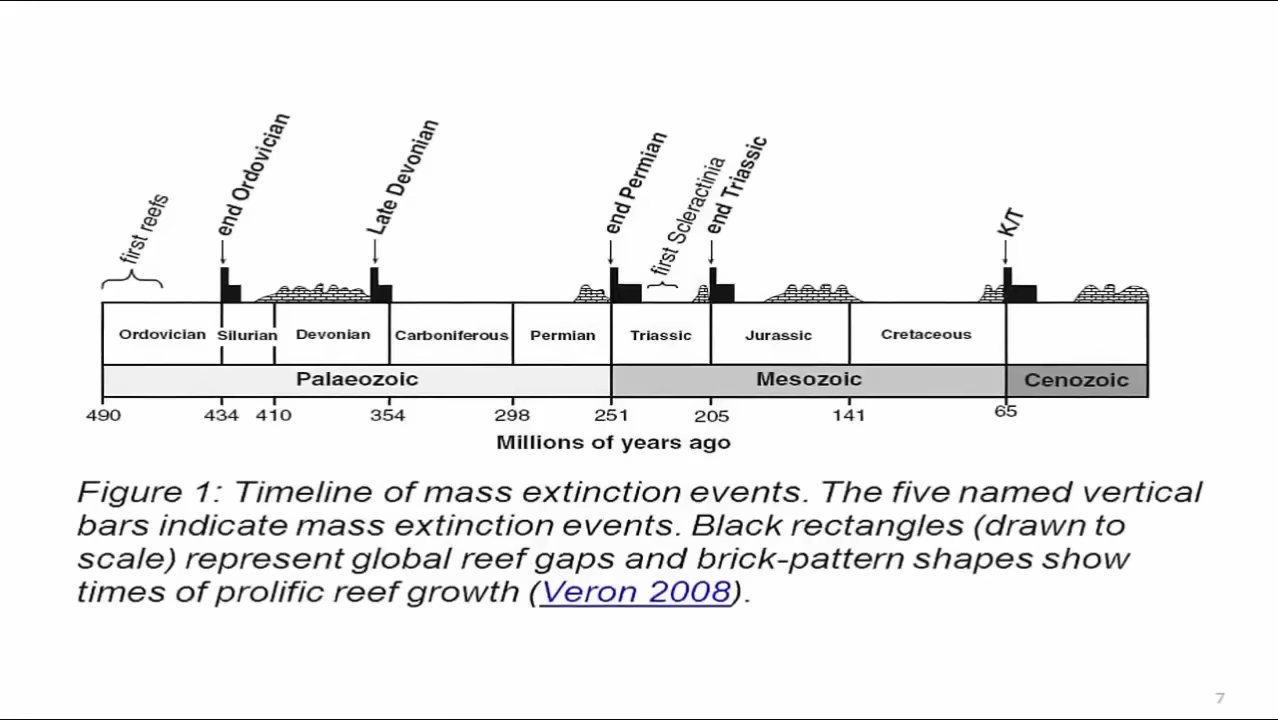 first reefs
end Ordovician
Late Devonian
end Permian
first Scleractinia
end Triassic
K/T
Ordovician Silurian Devonian Carboniferous Permian Triassic Jurassic Cretaceous
Palaeozoic Mesozoic Cenozoic
490 434 410 354 298 251 205 141 65
Millions of years ago
Figure 1: Timeline of mass extinction events. The five named vertical
bars indicate mass extinction events. Black rectangles (drawn to
scale) represent global reef gaps and brick-pattern shapes show
times of prolific reef growth (Veron 2008).
7